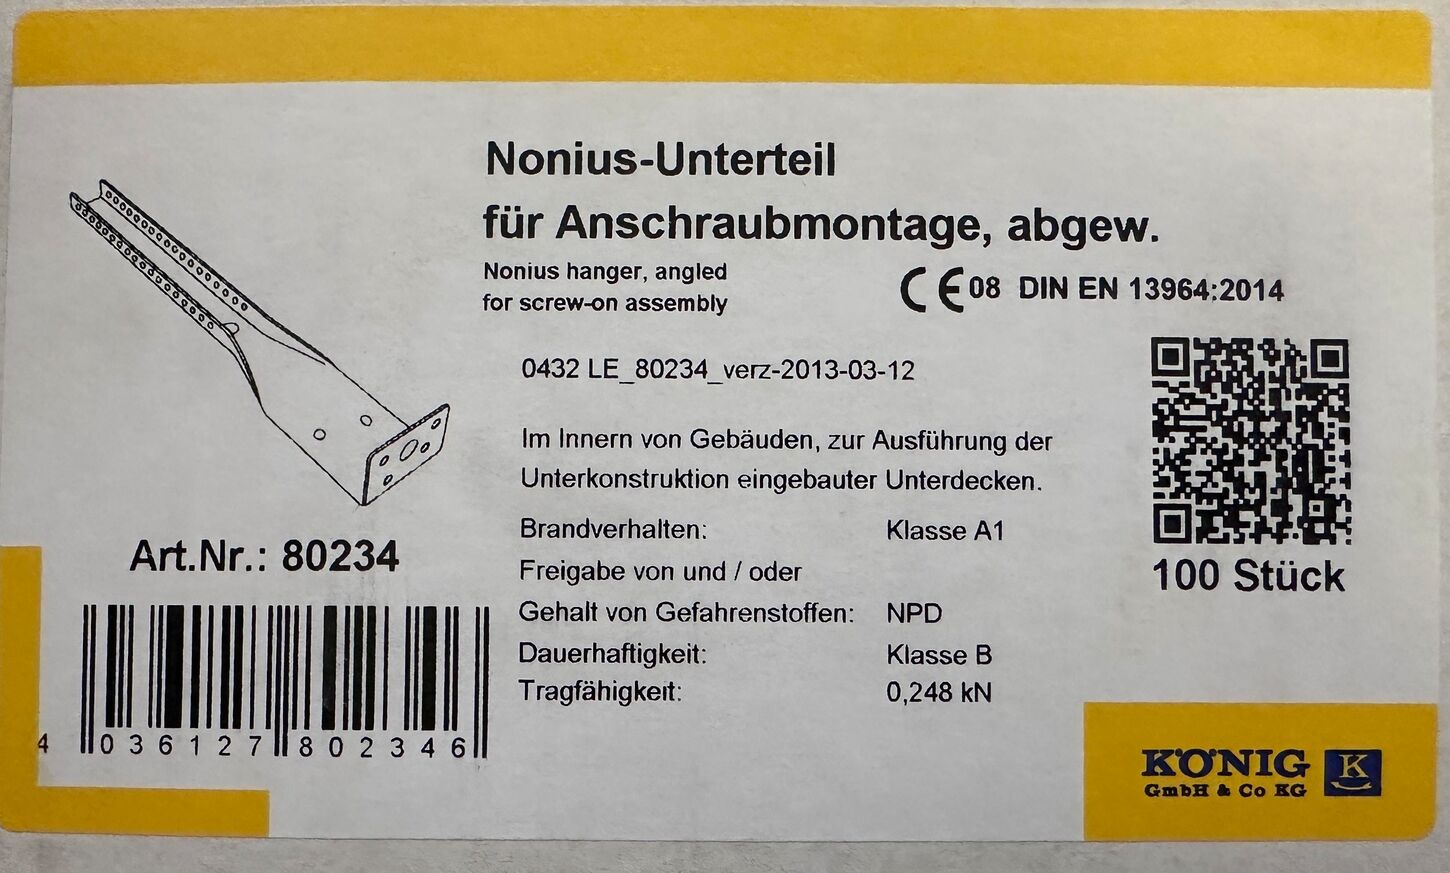 Nonius-Unterteil
für Anschraubmontage, abgew.
Nonius hanger, angled
for screw-on assembly
CE 08 DIN EN 13964:2014
0432 LE_80234_verz-2013-03-12
Im Innern von Gebäuden, zur Ausführung der
Unterkonstruktion eingebauter Unterdecken.
Brandverhalten: Klasse A1
Freigabe von und / oder
Gehalt von Gefahrenstoffen: NPD
Dauerhaftigkeit: Klasse B
Tragfähigkeit: 0,248 kN
100 Stück
Art.Nr.: 80234
4 036127 802346
KÖNIG K
GmbH & Co KG